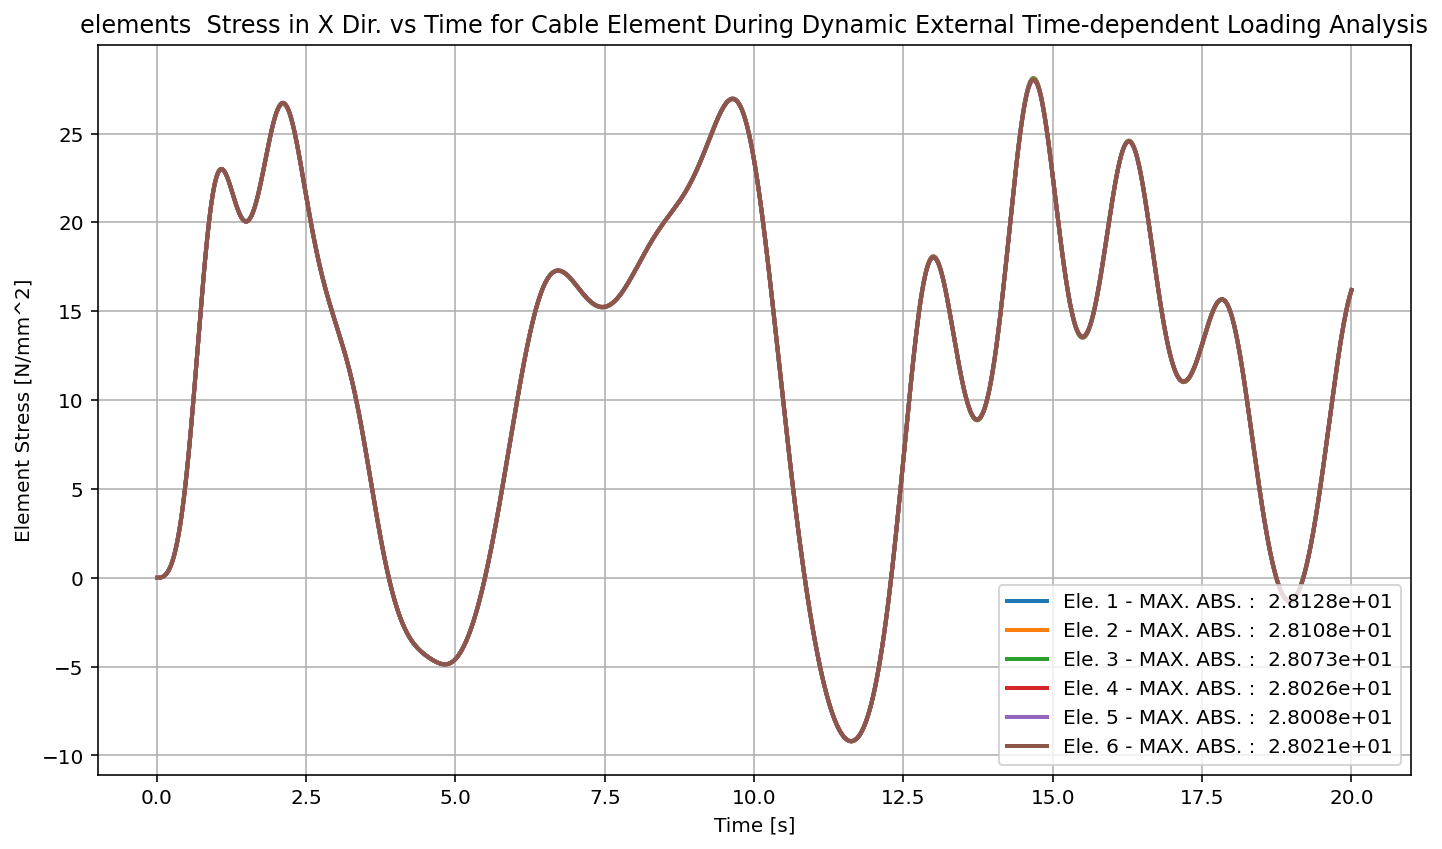 elements  Stress in X Dir. vs Time for Cable Element During Dynamic External Time-dependent Loading Analysis
Element Stress [N/mm^2]
25
20
15
10
5
0
−5
−10
Ele. 1 - MAX. ABS. :  2.8128e+01
Ele. 2 - MAX. ABS. :  2.8108e+01
Ele. 3 - MAX. ABS. :  2.8073e+01
Ele. 4 - MAX. ABS. :  2.8026e+01
Ele. 5 - MAX. ABS. :  2.8008e+01
Ele. 6 - MAX. ABS. :  2.8021e+01
0.0 2.5 5.0 7.5 10.0 12.5 15.0 17.5 20.0
Time [s]